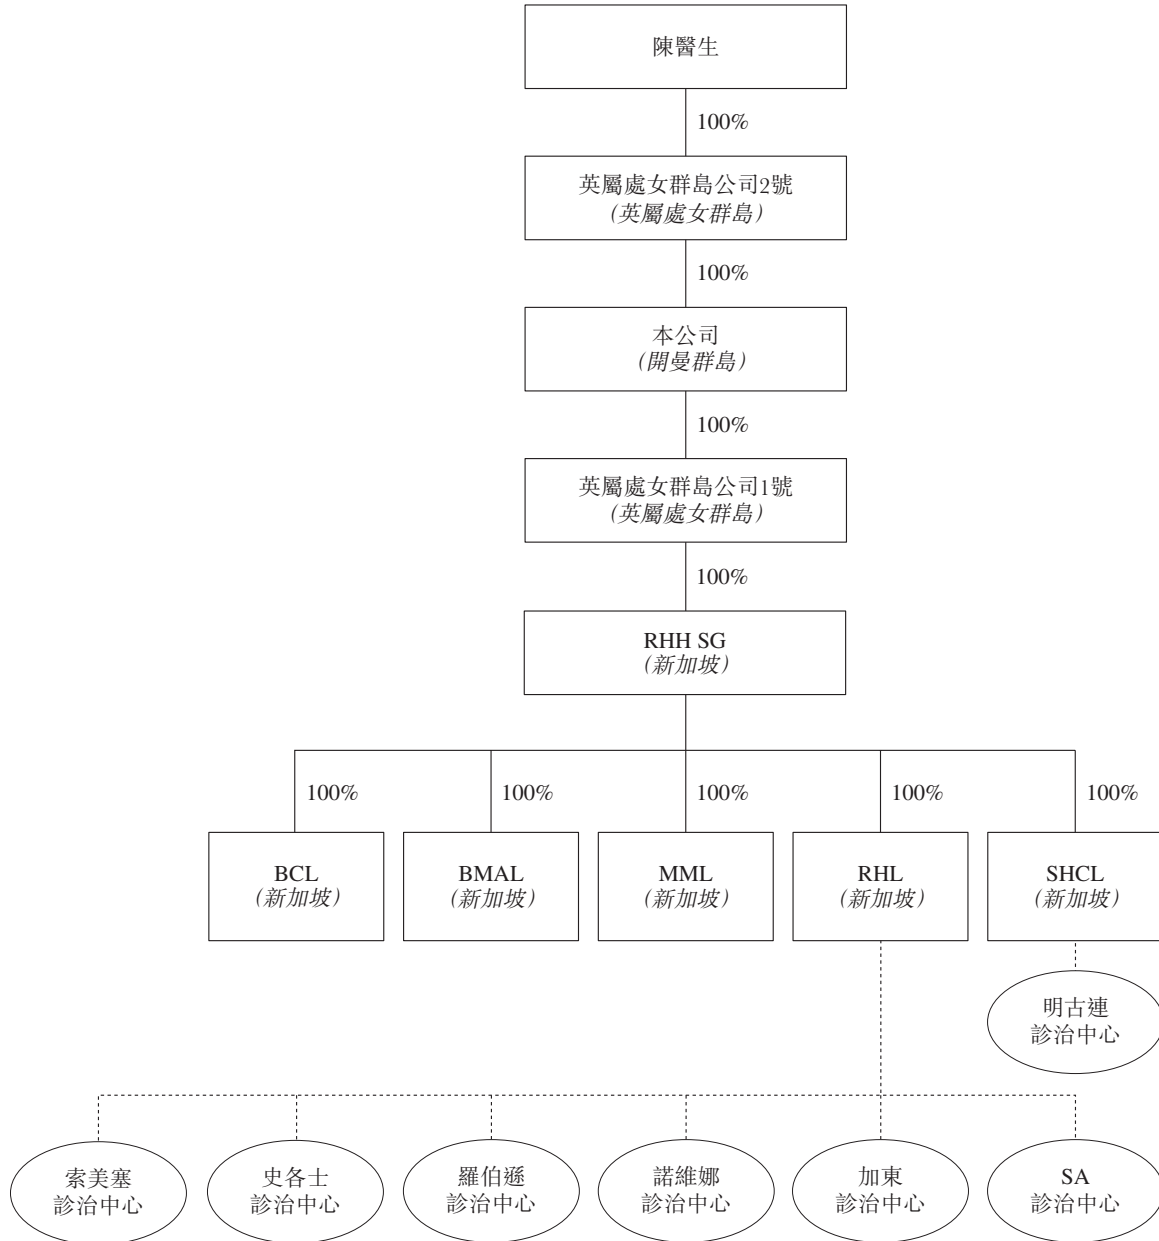 陳醫生
100%
英屬處女群島公司2號
（英屬處女群島）
100%
本公司
（開曼群島）
100%
英屬處女群島公司1號
（英屬處女群島）
100%
RHH SG
（新加坡）
100%
100%
100%
100%
100%
BCL
（新加坡）
BMAL
（新加坡）
MML
（新加坡）
RHL
（新加坡）
SHCL
（新加坡）
明古連
診治中心
索美塞
診治中心
史各士
診治中心
羅伯遜
診治中心
諾維娜
診治中心
加東
診治中心
SA
診治中心